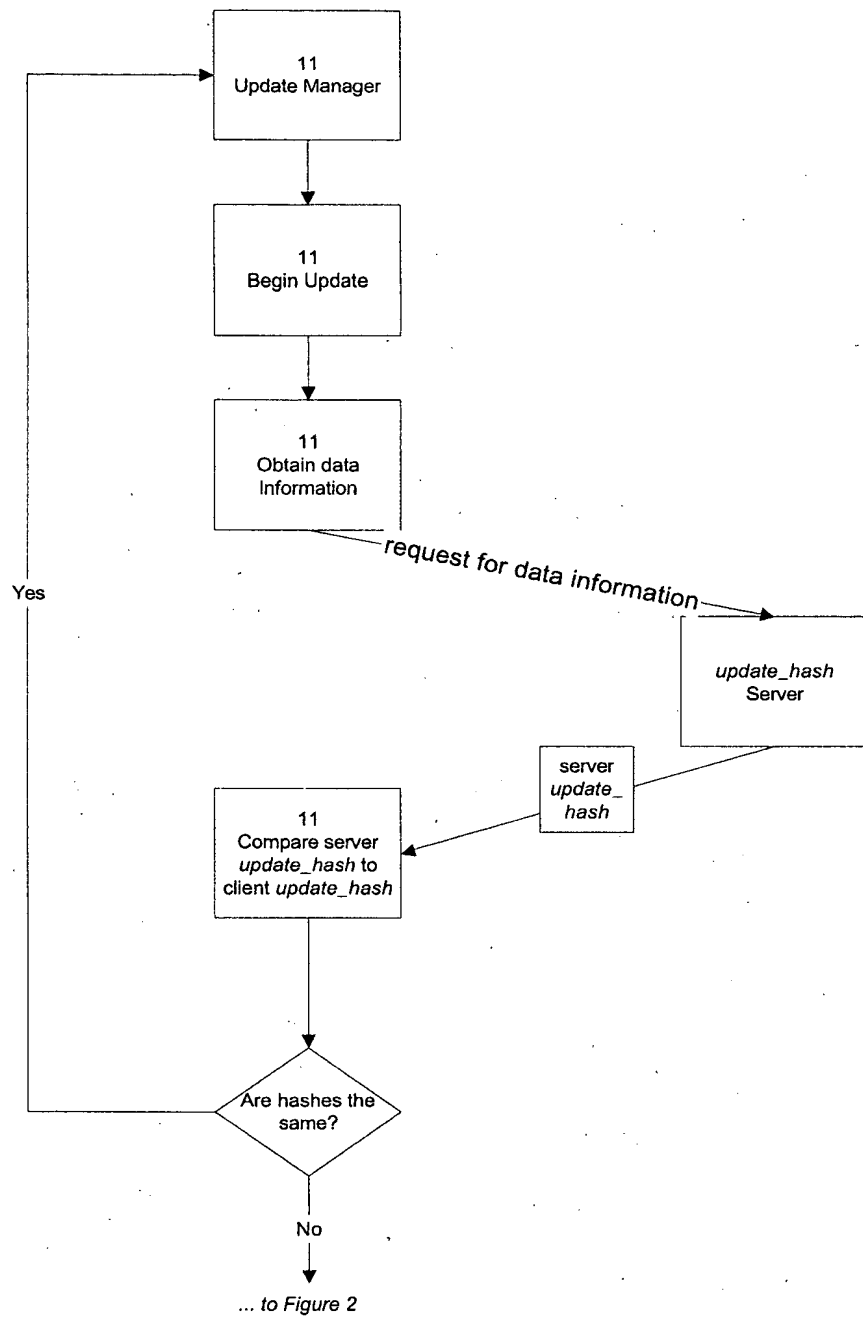 11
Update Manager
11
Begin Update
11
Obtain data
Information
request for data information
Yes
update_hash
Server
server
update_
hash
11
Compare server
update_hash to
client update_hash
Are hashes the
same?
No
... to Figure 2